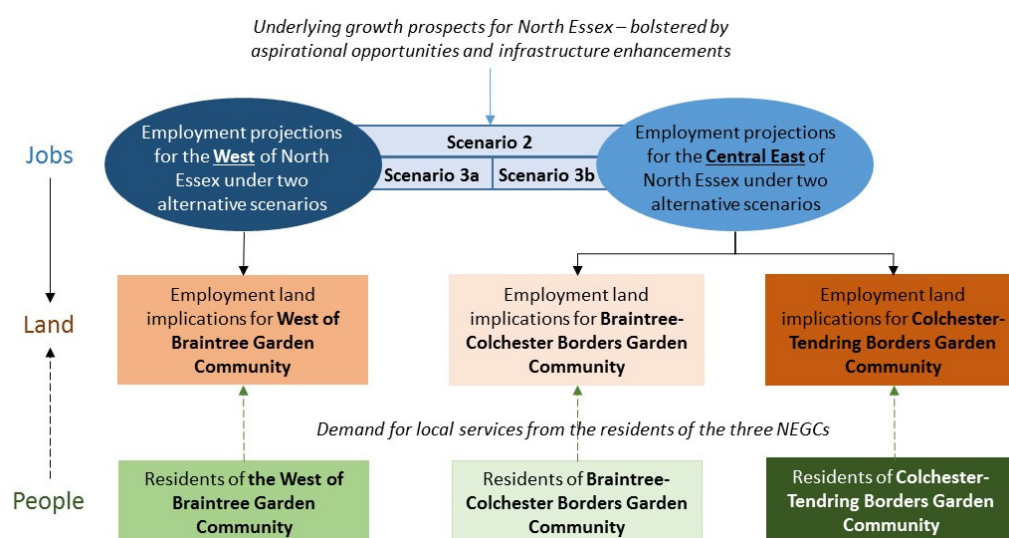 Underlying growth prospects for North Essex – bolstered by
aspirational opportunities and infrastructure enhancements
Jobs
Employment projections
for the West of North
Essex under two
alternative scenarios
Scenario 2
Scenario 3a
Scenario 3b
Employment projections
for the Central East of
North Essex under two
alternative scenarios
Land
Employment land
implications for West of
Braintree Garden
Community
Employment land
implications for Braintree-
Colchester Borders Garden
Community
Employment land
implications for Colchester-
Tendring Borders Garden
Community
Demand for local services from the residents of the three NEGCs
People
Residents of the West of
Braintree Garden
Community
Residents of Braintree-
Colchester Borders Garden
Community
Residents of Colchester-
Tendring Borders Garden
Community